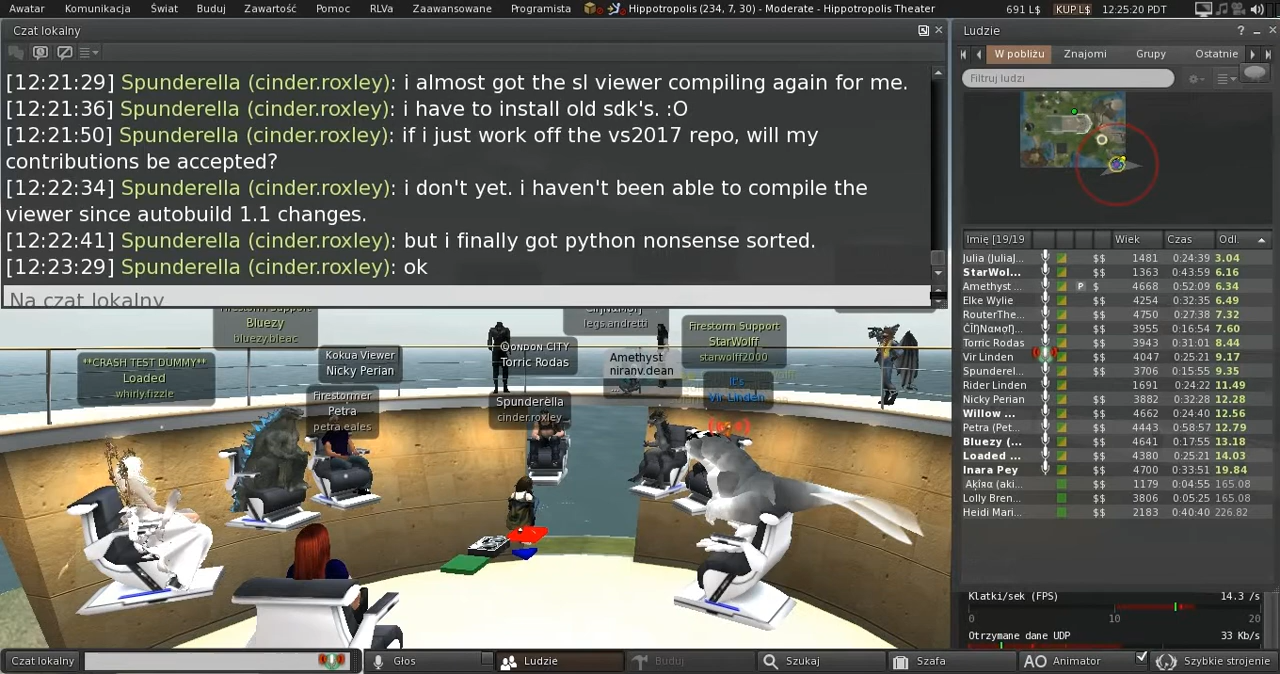 Awatar Komunikacja Świat Buduj Zawartość Pomoc RLVa Zaawansowane Programista Hippotropolis (234, 7, 30) - Moderate - Hippotropolis Theater 691 L$ KUP L$ 12:25:20 PDT
Czat lokalny
[12:21:29] Spunderella (cinder.roxley): i almost got the sl viewer compiling again for me.
[12:21:36] Spunderella (cinder.roxley): i have to install old sdk's. :O
[12:21:50] Spunderella (cinder.roxley): if i just work off the vs2017 repo, will my
contributions be accepted?
[12:22:34] Spunderella (cinder.roxley): i don't yet. i haven't been able to compile the
viewer since autobuild 1.1 changes.
[12:22:41] Spunderella (cinder.roxley): but i finally got python nonsense sorted.
[12:23:29] Spunderella (cinder.roxley): ok
Na czat lokalny
Firestorm Support
Bluezy
bluezy.bleac
legs.andretti
Firestorm Support
StarWolff
starwolff2000
**CRASH TEST DUMMY**
Loaded
whirly.fizzle
Kokua Viewer
Nicky Perian
CITY
Torric Rodas
Amethyst
niranv.dean
It's
Vir Linden
Firestormer
Petra
petra.eales
Spunderella
cinder.roxley
Ludzie
W pobliżu Znajomi Grupy Ostatnie
Filtruj ludzi
Imię [19/19 Wiek Czas Odl.
Julia (JuliaJ... $$ 1481 0:24:39 3.04
StarWol... $$ 1363 0:43:59 6.16
Amethyst ... P $ 4668 0:52:09 6.34
Elke Wylie $$ 4254 0:32:35 6.49
RouterThe... $$ 4750 0:27:38 7.32
$$ 3955 0:16:54 7.60
Torric Rodas $$ 3943 0:31:01 8.44
Vir Linden $$ 4047 0:25:21 9.17
Spunderel... $$ 3706 0:15:55 9.35
Rider Linden 1691 0:24:22 11.49
Nicky Perian $$ 3882 0:32:28 12.28
Willow ... $$ 4662 0:24:40 12.56
Petra (Pet... $$ 4443 0:58:57 12.79
Bluezy (... $$ 4641 0:17:55 13.18
Loaded ... $$ 4380 0:25:21 14.03
Inara Pey $$ 4700 0:33:51 19.84
(aki... $$ 1179 0:04:55 165.08
Lolly Bren... $$ 3806 0:05:25 165.08
Heidi Mari... $$ 2183 0:40:40 226.82
Klatki/sek (FPS) 14.3 /s
0 10 20
Otrzymane dane UDP 33 Kb/s
Czat lokalny Głos Ludzie Buduj Szukaj Szafa AO Animator Szybkie strojenie